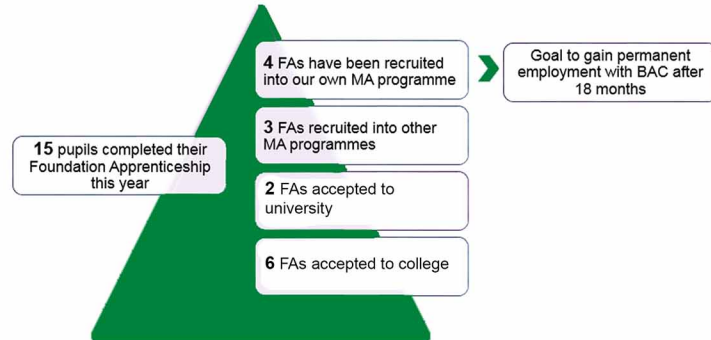 15 pupils completed their
Foundation Apprenticeship
this year
4 FAs have been recruited
into our own MA programme
Goal to gain permanent
employment with BAC after
18 months
3 FAs recruited into other
MA programmes
2 FAs accepted to
university
6 FAs accepted to college